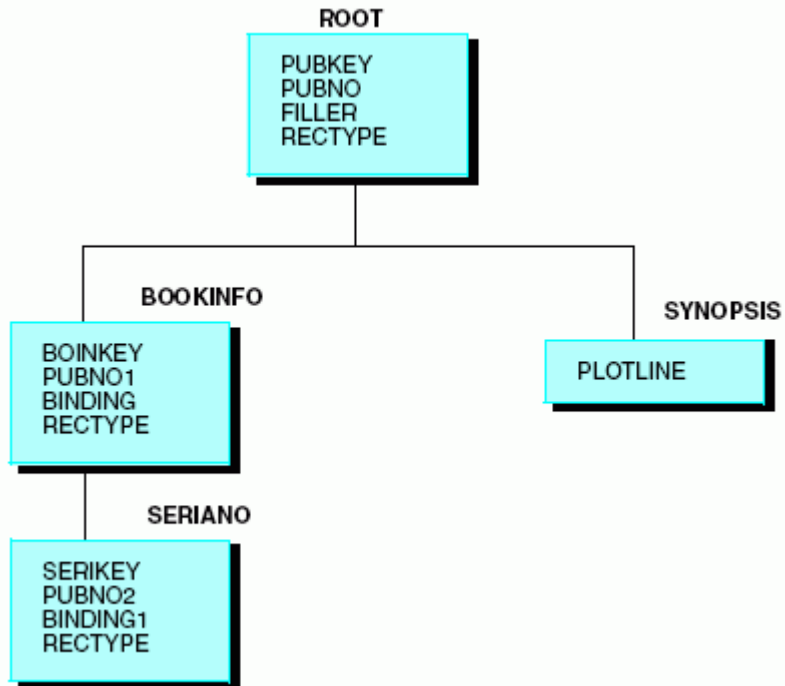 ROOT
PUBKEY
PUBNO
FILLER
RECTYPE
BOOKINFO
BOINKEY
PUBNO1
BINDING
RECTYPE
SYNOPSIS
PLOTLINE
SERIANO
SERIKEY
PUBNO2
BINDING1
RECTYPE